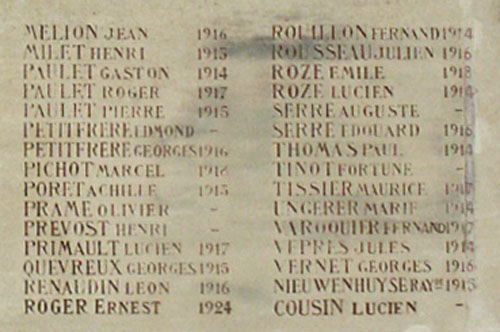 MELION JEAN 1916
MILET HENRI 1915
PAULET GASTON 1914
PAULET ROGER 1917
PAULET PIERRE 1915
PETITFRERE EDMOND -
PETITFRERE GEORGES 1916
PICHOT MARCEL 1918
PORET ACHILLE 1915
PRAME OLIVIER -
PREVOST HENRI -
PRIMAULT LUCIEN 1917
QUEVREUX GEORGES 1915
RENAUDIN LEON 1916
ROGER ERNEST 1924
ROUILLON FERNAND 1914
ROUSSEAU JULIEN 1916
ROZE EMILE 1918
ROZE LUCIEN 1914
SERRE AUGUSTE -
SERRE EDOUARD 1916
THOMAS PAUL 1914
TINOT FORTUNE -
TISSIER MAURICE
UNGERER MARIE 1914
VAROQUIER FERNAND 1917
VEPRES JULES 1914
VERNET GEORGES 1916
NIEUWENHUYSE RAYᴰᴱ 1915
COUSIN LUCIEN -